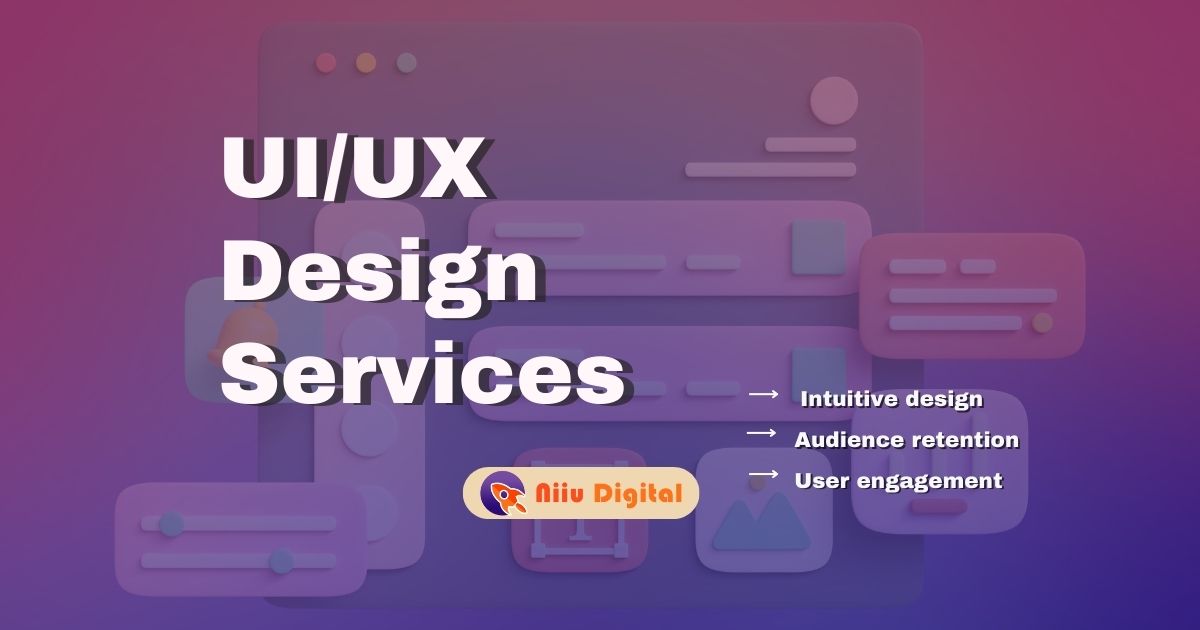 UI/UX
Design
Services
→ Intuitive design
→ Audience retention
→ User engagement
Niiu Digital